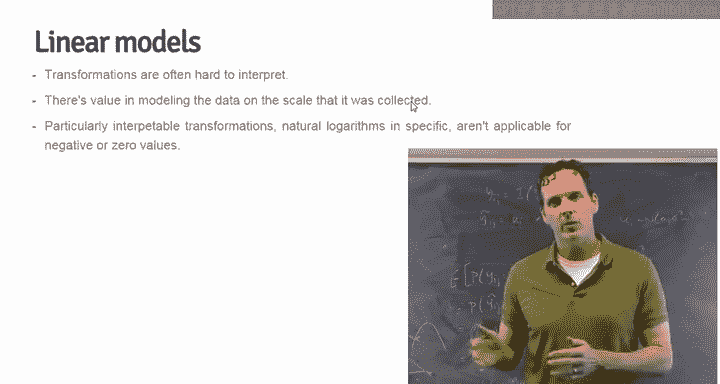 Linear models
- Transformations are often hard to interpret.
- There's value in modeling the data on the scale that it was collected.
- Particularly interpetable transformations, natural logarithms in specific, aren't applicable for
negative or zero values.